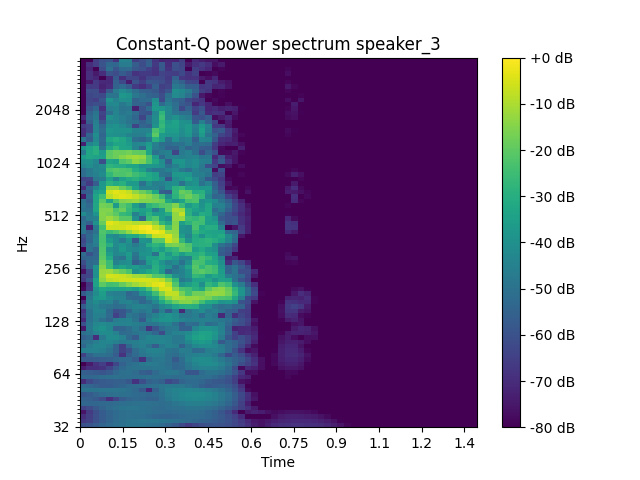 Constant-Q power spectrum speaker_3
Hz
2048
1024
512
256
128
64
32
0 0.15 0.3 0.45 0.6 0.75 0.9 1.1 1.2 1.4
Time
+0 dB
-10 dB
-20 dB
-30 dB
-40 dB
-50 dB
-60 dB
-70 dB
-80 dB